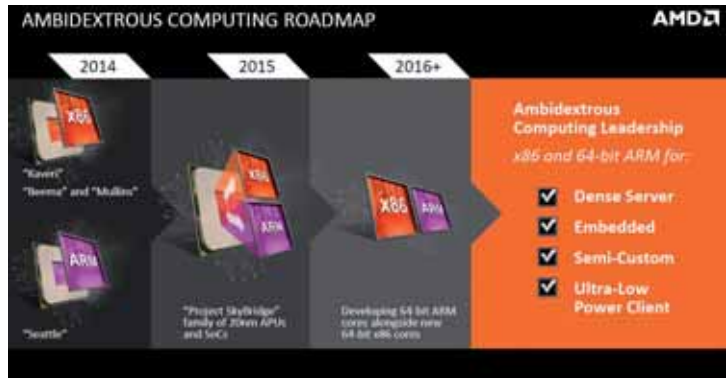 AMBIDEXTROUS COMPUTING ROADMAP
AMD
2014
2015
2016+
x86
"Kaveri"
"Beema" and "Mullins"
ARM
"Seattle"
x86
ARM
"Project SkyBridge"
family of 20nm APUs
and SoCs
x86
ARM
Developing 64 bit ARM
cores alongside new
64-bit x86 cores
Ambidextrous
Computing Leadership
x86 and 64-bit ARM for:
Dense Server
Embedded
Semi-Custom
Ultra-Low
Power Client